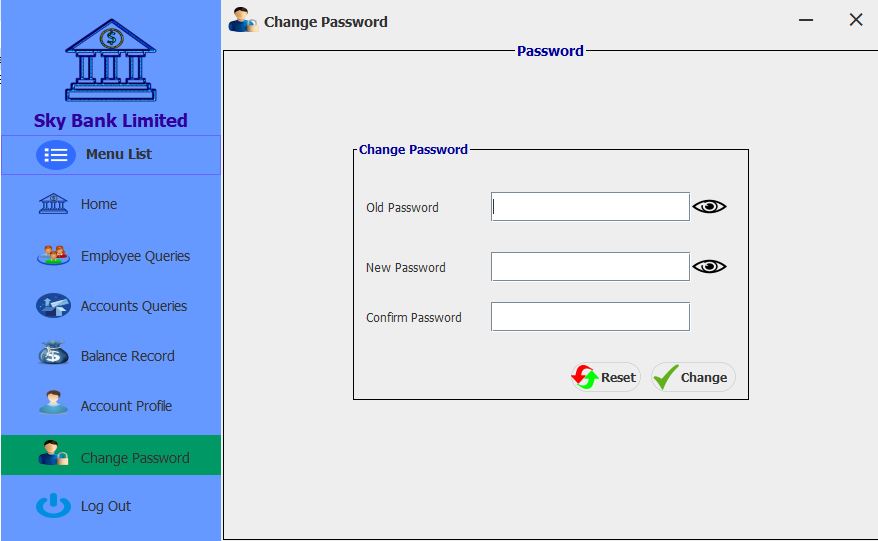 Sky Bank Limited
Menu List
Home
Employee Queries
Accounts Queries
Balance Record
Account Profile
Change Password
Log Out
Change Password
Password
Change Password
Old Password
New Password
Confirm Password
Reset
Change